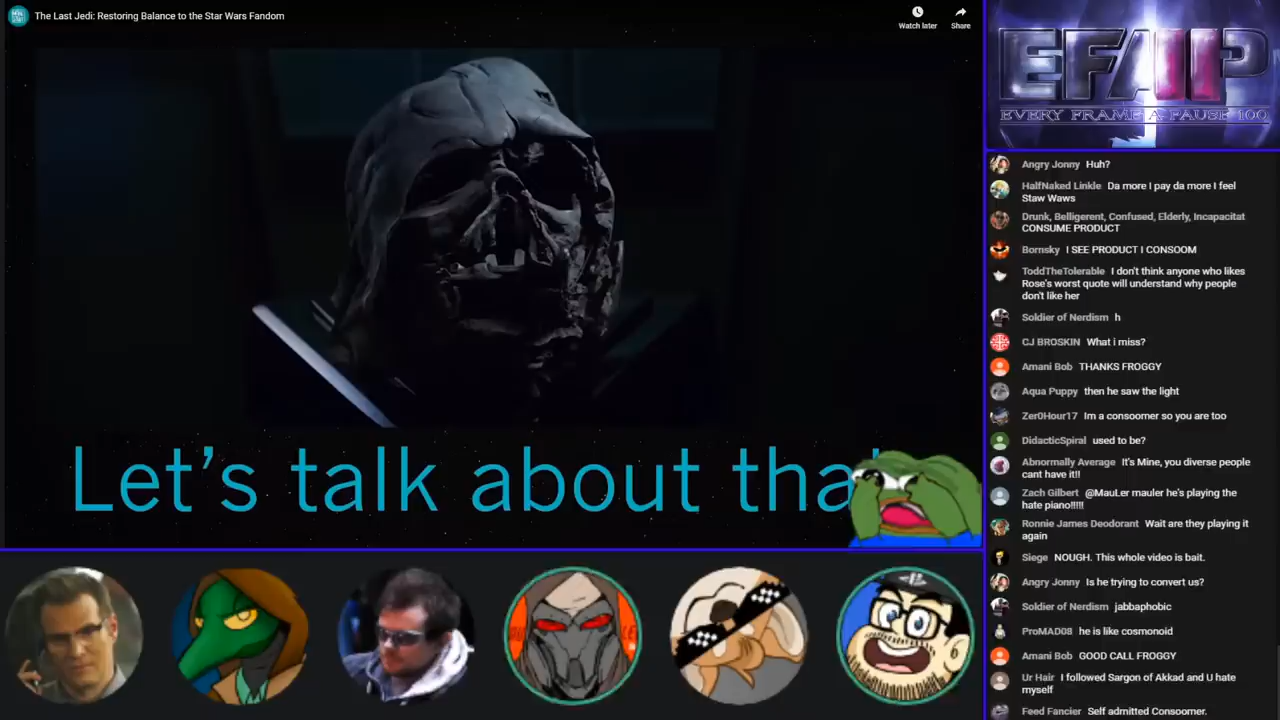 The Last Jedi: Restoring Balance to the Star Wars Fandom
Watch later
Share
Let's talk about tha
EFAP
EVERY FRAME A PAUSE 100
Angry Jonny Huh?
HalfNaked Linkle Da more I pay da more I feel
Staw Waws
Drunk, Belligerent, Confused, Elderly, Incapacitat
CONSUME PRODUCT
Bornsky I SEE PRODUCT I CONSOOM
ToddTheTolerable I don't think anyone who likes
Rose's worst quote will understand why people
don't like her
Soldier of Nerdism h
CJ BROSKIN What i miss?
Amani Bob THANKS FROGGY
Aqua Puppy then he saw the light
Zer0Hour17 Im a consoomer so you are too
DidacticSpiral used to be?
Abnormally Average It's Mine, you diverse people
cant have it!!
Zach Gilbert @MauLer mauler he's playing the
hate piano!!!!!
Ronnie James Deodorant Wait are they playing it
again
Siege NOUGH. This whole video is bait.
Angry Jonny Is he trying to convert us?
Soldier of Nerdism jabbaphobic
ProMAD08 he is like cosmonoid
Amani Bob GOOD CALL FROGGY
Ur Hair I followed Sargon of Akkad and U hate
myself
Feed Fancier Self admitted Consoomer.